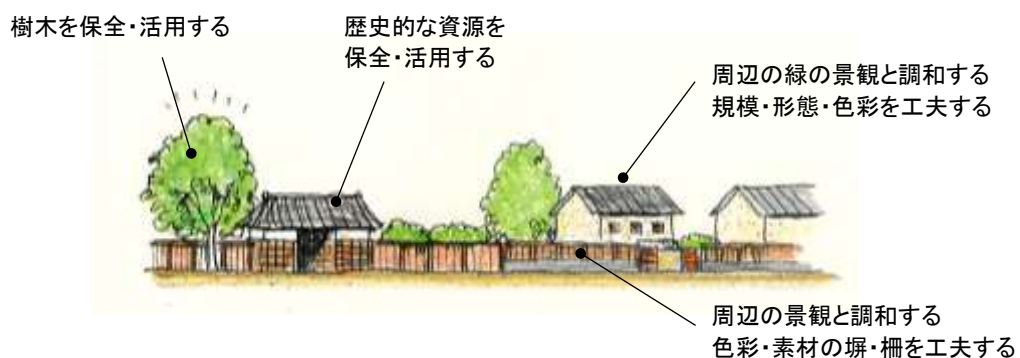 樹木を保全・活用する
歴史的な資源を
保全・活用する
周辺の緑の景観と調和する
規模・形態・色彩を工夫する
周辺の景観と調和する
色彩・素材の塀・柵を工夫する